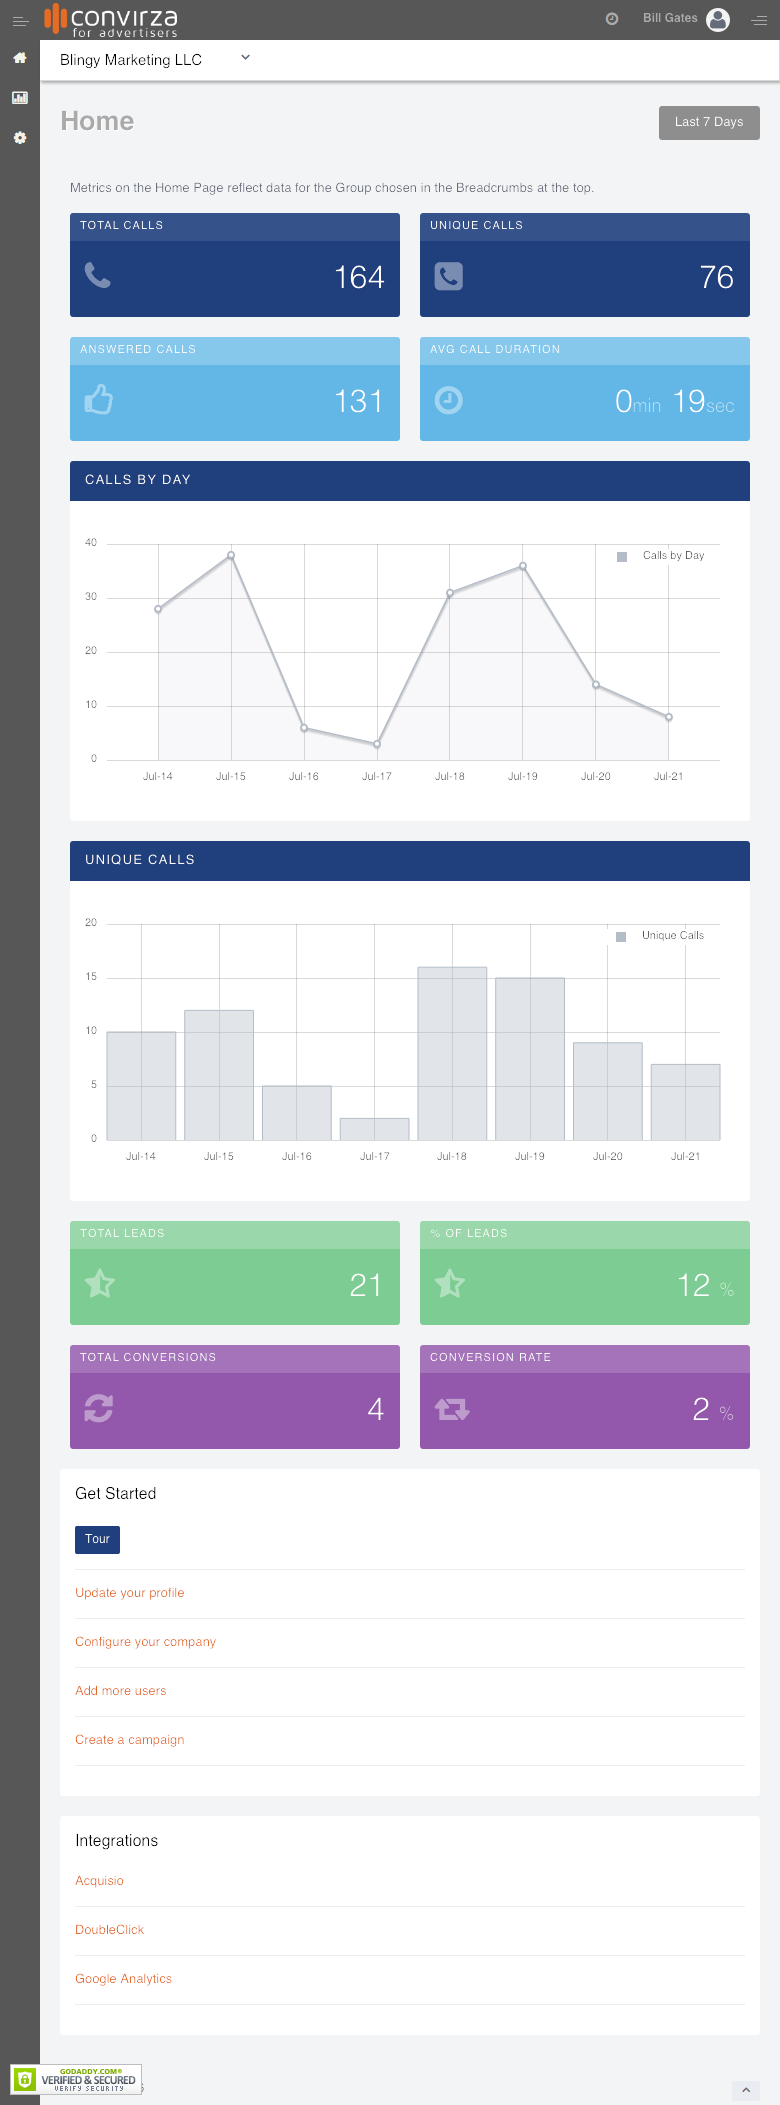 convirza
for advertisers
Bill Gates
Blingy Marketing LLC
Home
Last 7 Days
Metrics on the Home Page reflect data for the Group chosen in the Breadcrumbs at the top.
TOTAL CALLS
164
UNIQUE CALLS
76
ANSWERED CALLS
131
AVG CALL DURATION
0min 19sec
CALLS BY DAY
40
Calls by Day
30
20
10
0
Jul-14 Jul-15 Jul-16 Jul-17 Jul-18 Jul-19 Jul-20 Jul-21
UNIQUE CALLS
20
Unique Calls
15
10
5
0
Jul-14 Jul-15 Jul-16 Jul-17 Jul-18 Jul-19 Jul-20 Jul-21
TOTAL LEADS
21
% OF LEADS
12 %
TOTAL CONVERSIONS
4
CONVERSION RATE
2 %
Get Started
Tour
Update your profile
Configure your company
Add more users
Create a campaign
Integrations
Acquisio
DoubleClick
Google Analytics
GODADDY.COM®
VERIFIED & SECURED
VERIFY SECURITY